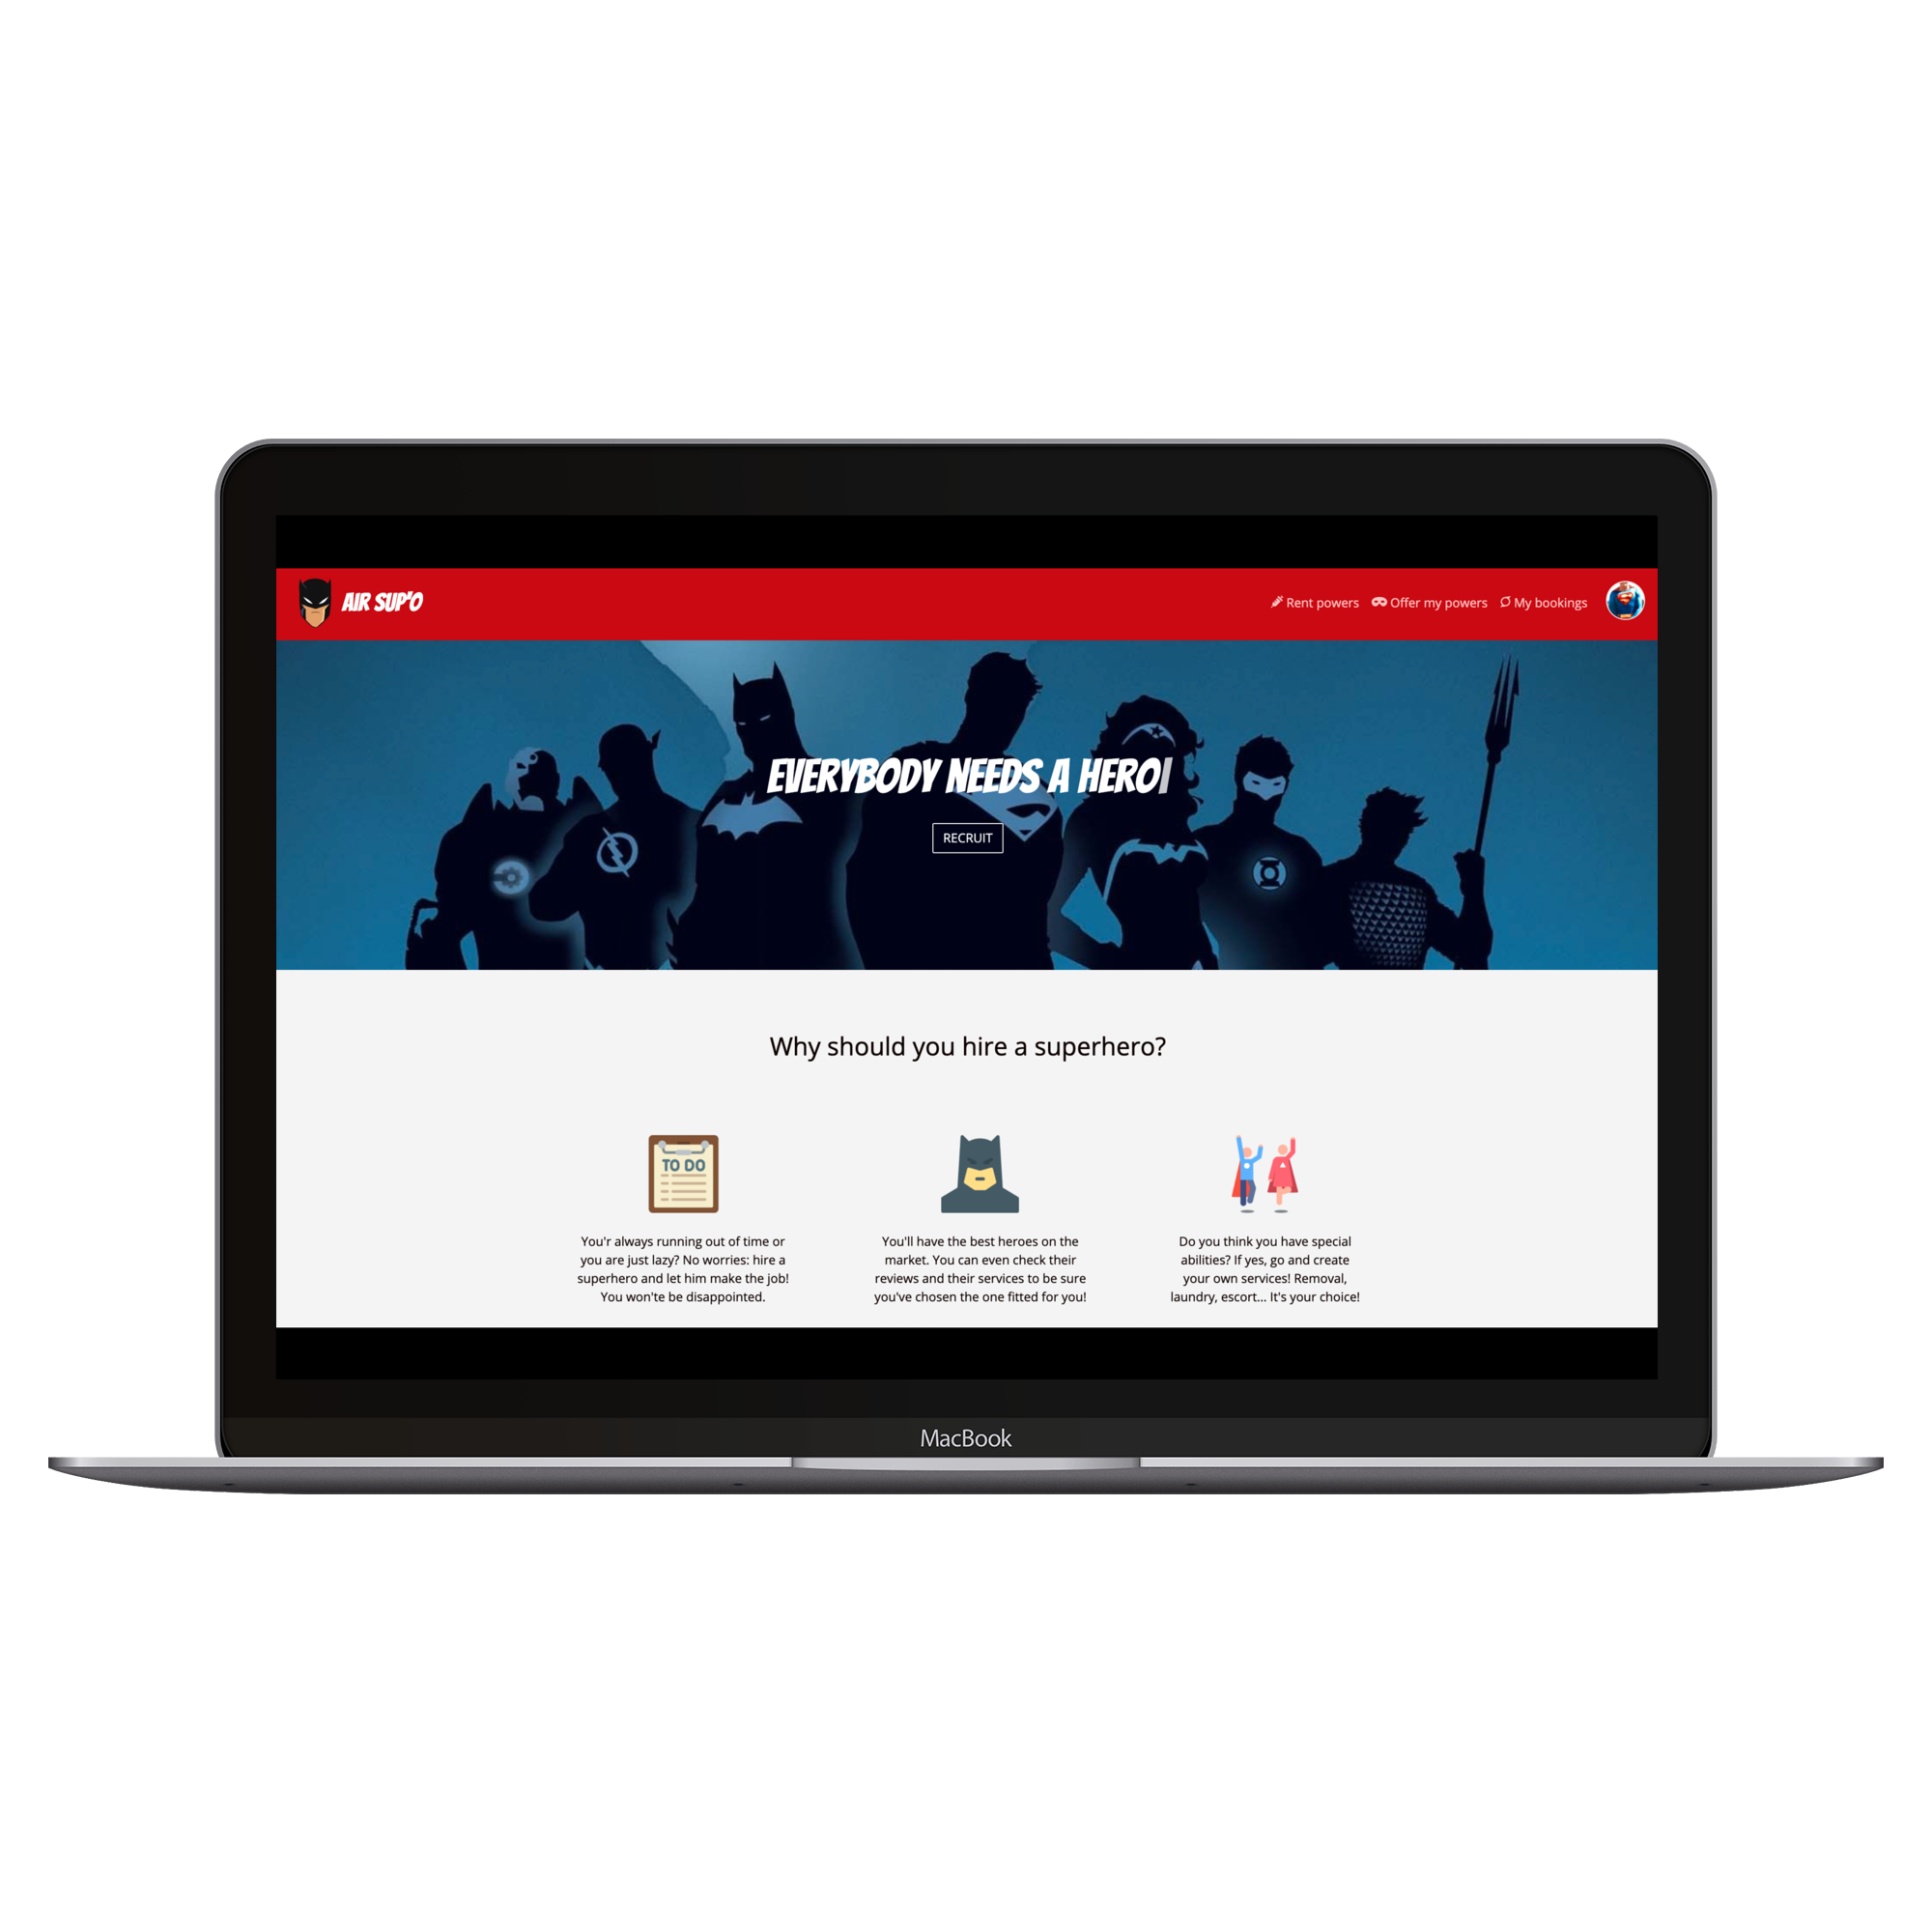 AIR SUP'O
Rent powers Offer my powers My bookings
EVERYBODY NEEDS A HERO
RECRUIT
Why should you hire a superhero?
TO DO
You'r always running out of time or
you are just lazy? No worries: hire a
superhero and let him make the job!
You won'te be disappointed.
You'll have the best heroes on the
market. You can even check their
reviews and their services to be sure
you've chosen the one fitted for you!
Do you think you have special
abilities? If yes, go and create
your own services! Removal,
laundry, escort... It's your choice!
MacBook